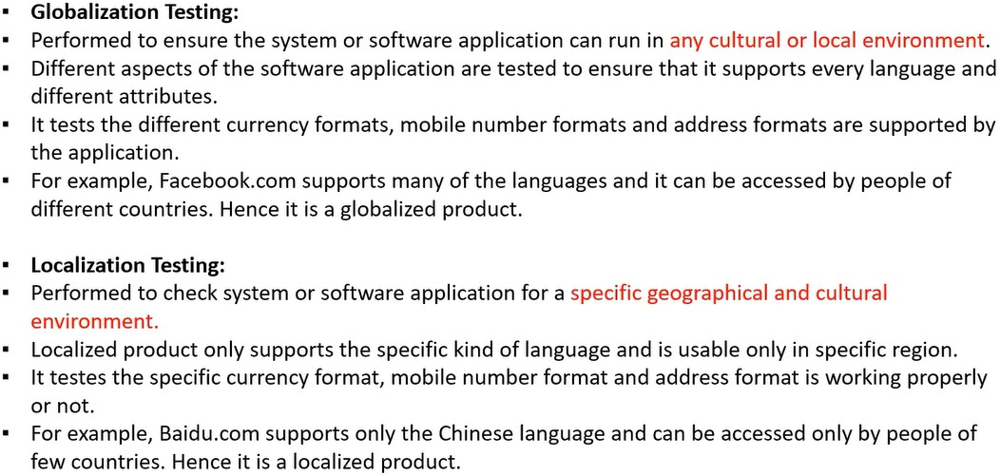 ▪ Globalization Testing:
▪ Performed to ensure the system or software application can run in any cultural or local environment.
▪ Different aspects of the software application are tested to ensure that it supports every language and
different attributes.
▪ It tests the different currency formats, mobile number formats and address formats are supported by
the application.
▪ For example, Facebook.com supports many of the languages and it can be accessed by people of
different countries. Hence it is a globalized product.
▪ Localization Testing:
▪ Performed to check system or software application for a specific geographical and cultural
environment.
▪ Localized product only supports the specific kind of language and is usable only in specific region.
▪ It testes the specific currency format, mobile number format and address format is working properly
or not.
▪ For example, Baidu.com supports only the Chinese language and can be accessed only by people of
few countries. Hence it is a localized product.